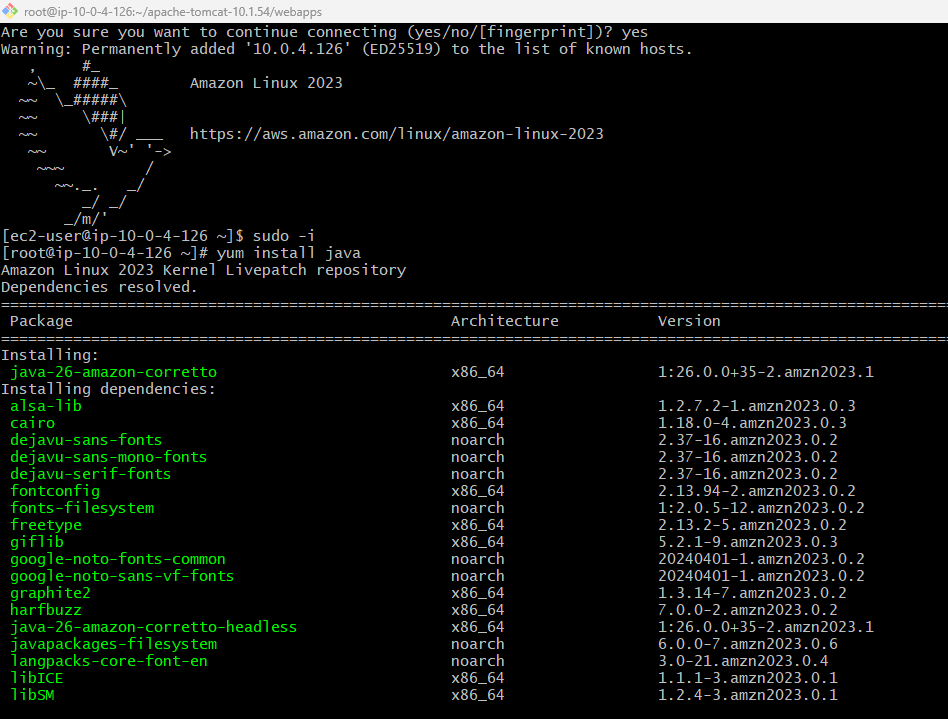 root@ip-10-0-4-126:~/apache-tomcat-10.1.54/webapps
Are you sure you want to continue connecting (yes/no/[fingerprint])? yes
Warning: Permanently added '10.0.4.126' (ED25519) to the list of known hosts.
   ,     #_
   ~\_  ####_        Amazon Linux 2023
  ~~  \_#####\
  ~~     \###|
  ~~       \#/ ___   https://aws.amazon.com/linux/amazon-linux-2023
   ~~       V~' '->
    ~~~         /
      ~~._.   _/
         _/ _/
       _/m/'
[ec2-user@ip-10-0-4-126 ~]$ sudo -i
[root@ip-10-0-4-126 ~]# yum install java
Amazon Linux 2023 Kernel Livepatch repository
Dependencies resolved.
Package Architecture Version
Installing:
java-26-amazon-corretto x86_64 1:26.0.0+35-2.amzn2023.1
Installing dependencies:
alsa-lib x86_64 1.2.7.2-1.amzn2023.0.3
cairo x86_64 1.18.0-4.amzn2023.0.3
dejavu-sans-fonts noarch 2.37-16.amzn2023.0.2
dejavu-sans-mono-fonts noarch 2.37-16.amzn2023.0.2
dejavu-serif-fonts noarch 2.37-16.amzn2023.0.2
fontconfig x86_64 2.13.94-2.amzn2023.0.2
fonts-filesystem noarch 1:2.0.5-12.amzn2023.0.2
freetype x86_64 2.13.2-5.amzn2023.0.2
giflib x86_64 5.2.1-9.amzn2023.0.3
google-noto-fonts-common noarch 20240401-1.amzn2023.0.2
google-noto-sans-vf-fonts noarch 20240401-1.amzn2023.0.2
graphite2 x86_64 1.3.14-7.amzn2023.0.2
harfbuzz x86_64 7.0.0-2.amzn2023.0.2
java-26-amazon-corretto-headless x86_64 1:26.0.0+35-2.amzn2023.1
javapackages-filesystem noarch 6.0.0-7.amzn2023.0.6
langpacks-core-font-en noarch 3.0-21.amzn2023.0.4
libICE x86_64 1.1.1-3.amzn2023.0.1
libSM x86_64 1.2.4-3.amzn2023.0.1